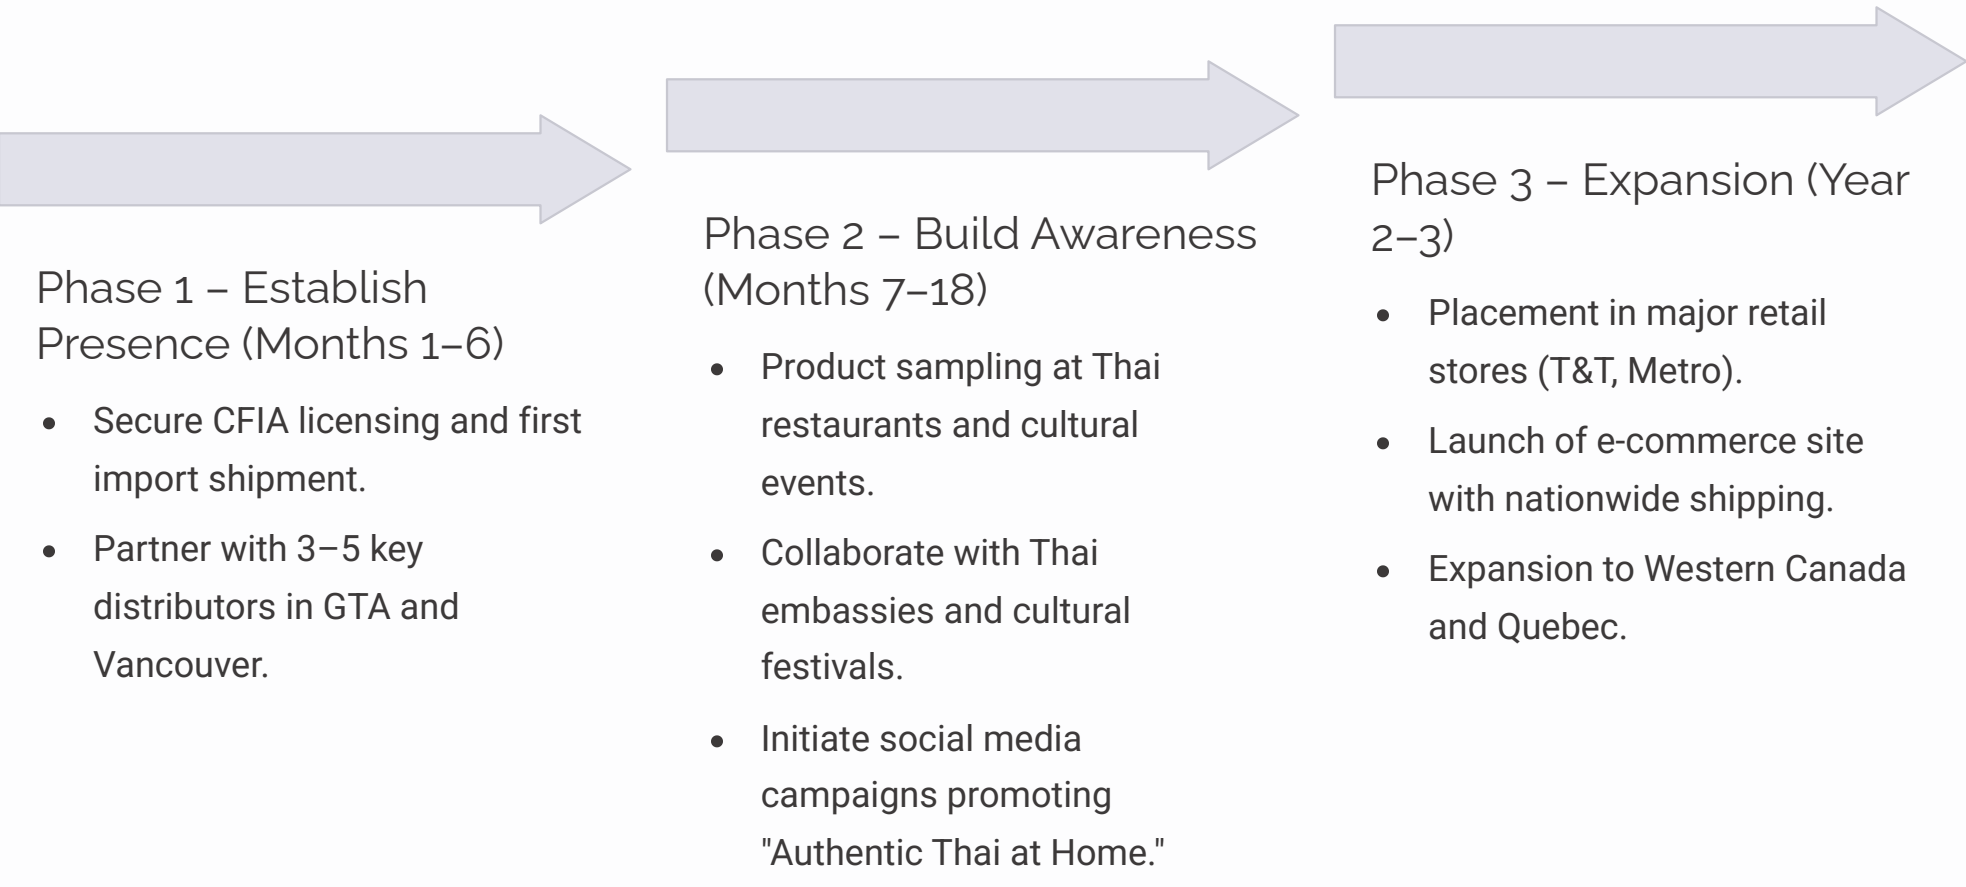 Phase 1 – Establish
Presence (Months 1–6)
• Secure CFIA licensing and first
import shipment.
• Partner with 3–5 key
distributors in GTA and
Vancouver.
Phase 2 – Build Awareness
(Months 7–18)
• Product sampling at Thai
restaurants and cultural
events.
• Collaborate with Thai
embassies and cultural
festivals.
• Initiate social media
campaigns promoting
"Authentic Thai at Home."
Phase 3 – Expansion (Year
2–3)
• Placement in major retail
stores (T&T, Metro).
• Launch of e-commerce site
with nationwide shipping.
• Expansion to Western Canada
and Quebec.